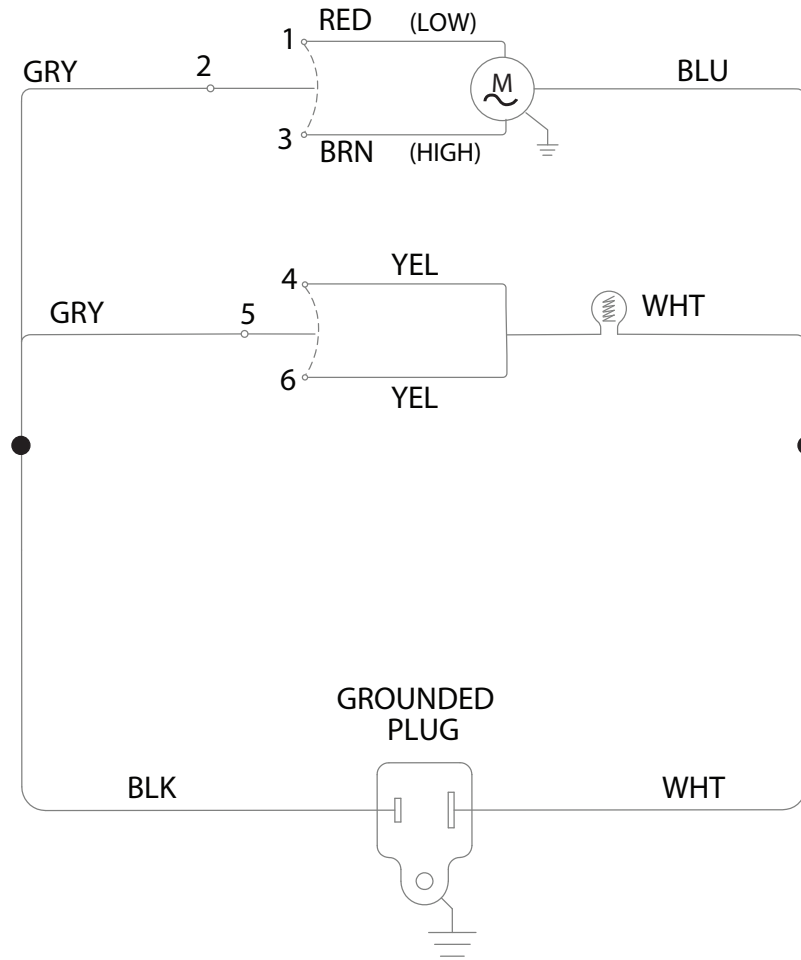 1 RED (LOW)
GRY 2 M BLU
3 BRN (HIGH)
4 YEL
GRY 5 WHT
6 YEL
GROUNDED
PLUG
BLK WHT